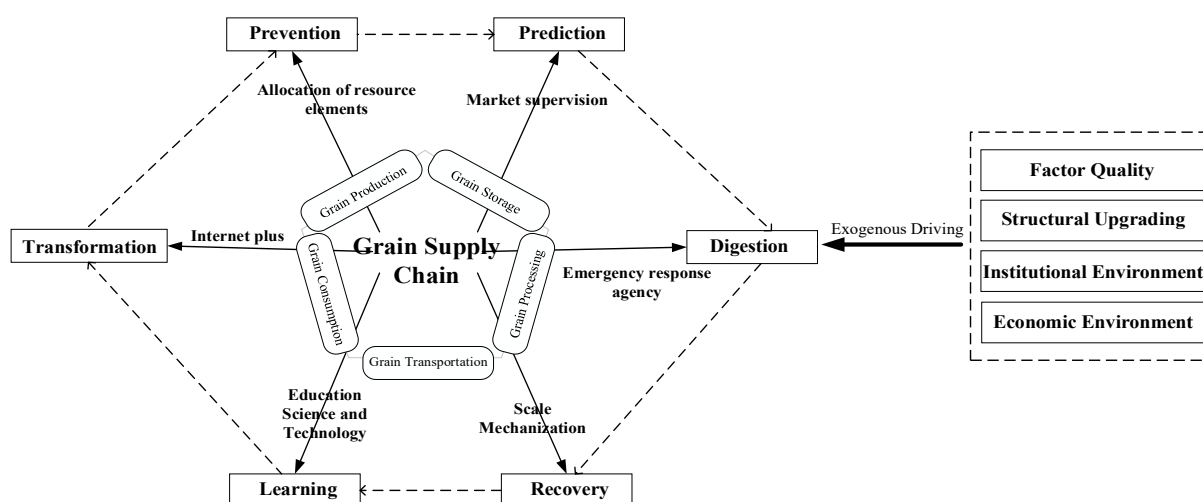 Prevention
Prediction
Allocation of resource
elements
Market supervision
Grain Production
Grain Storage
Factor Quality
Structural Upgrading
Transformation
Internet plus
Grain Supply
Chain
Digestion
Exogenous Driving
Emergency response
agency
Institutional Environment
Grain Consumption
Grain Processing
Economic Environment
Grain Transportation
Education
Science and
Technology
Scale
Mechanization
Learning
Recovery